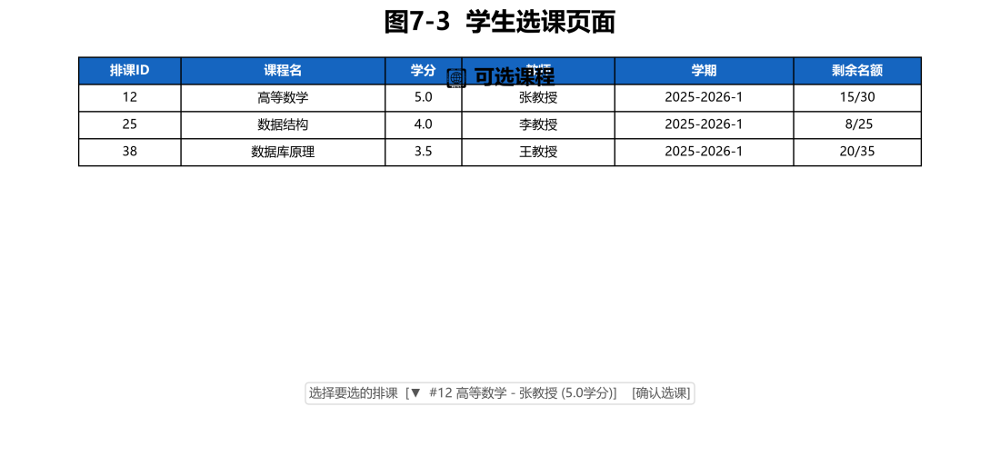 图7-3 学生选课页面
排课ID 课程名 学分 教师 学期 剩余名额
可选课程
12 高等数学 5.0 张教授 2025-2026-1 15/30
25 数据结构 4.0 李教授 2025-2026-1 8/25
38 数据库原理 3.5 王教授 2025-2026-1 20/35
选择要选的排课 [▼ #12 高等数学 - 张教授 (5.0学分)] [确认选课]